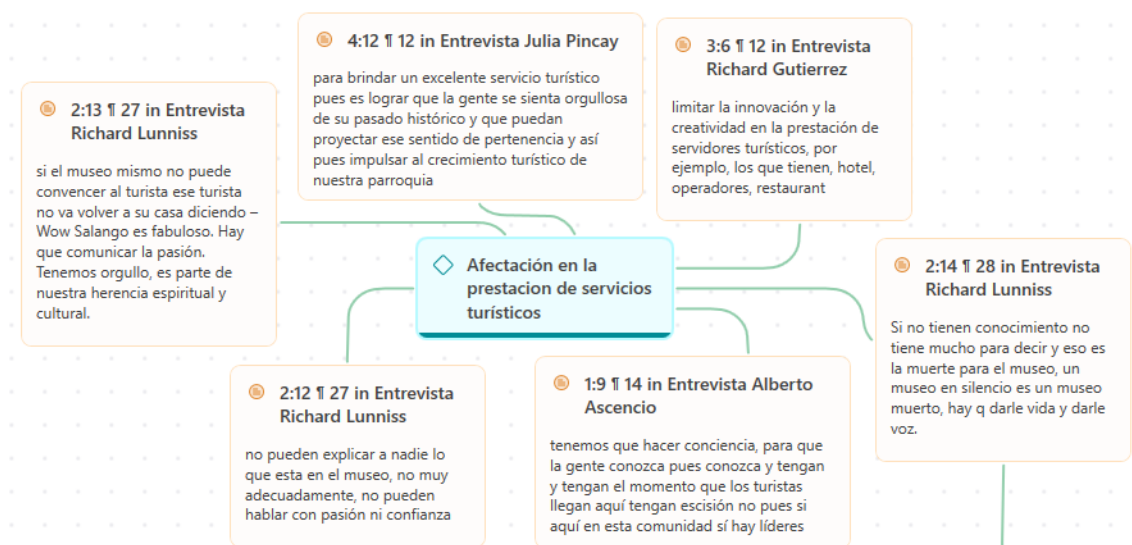 4:12 ¶ 12 in Entrevista Julia Pincay
para brindar un excelente servicio turístico
pues es lograr que la gente se sienta orgullosa
de su pasado histórico y que puedan
proyectar ese sentido de pertenencia y así
pues impulsar al crecimiento turístico de
nuestra parroquia
3:6 ¶ 12 in Entrevista
Richard Gutierrez
limitar la innovación y la
creatividad en la prestación de
servidores turísticos, por
ejemplo, los que tienen, hotel,
operadores, restaurant
2:13 ¶ 27 in Entrevista
Richard Lunniss
si el museo mismo no puede
convencer al turista ese turista
no va volver a su casa diciendo –
Wow Salango es fabuloso. Hay
que comunicar la pasión.
Tenemos orgullo, es parte de
nuestra herencia espiritual y
cultural.
Afectación en la
prestacion de servicios
turísticos
2:14 ¶ 28 in Entrevista
Richard Lunniss
Si no tienen conocimiento no
tiene mucho para decir y eso es
la muerte para el museo, un
museo en silencio es un museo
muerto, hay q darle vida y darle
voz.
2:12 ¶ 27 in Entrevista
Richard Lunniss
no pueden explicar a nadie lo
que esta en el museo, no muy
adecuadamente, no pueden
hablar con pasión ni confianza
1:9 ¶ 14 in Entrevista Alberto
Ascencio
tenemos que hacer conciencia, para que
la gente conozca pues conozca y tengan
y tengan el momento que los turistas
llegan aquí tengan escisión no pues si
aquí en esta comunidad sí hay líderes